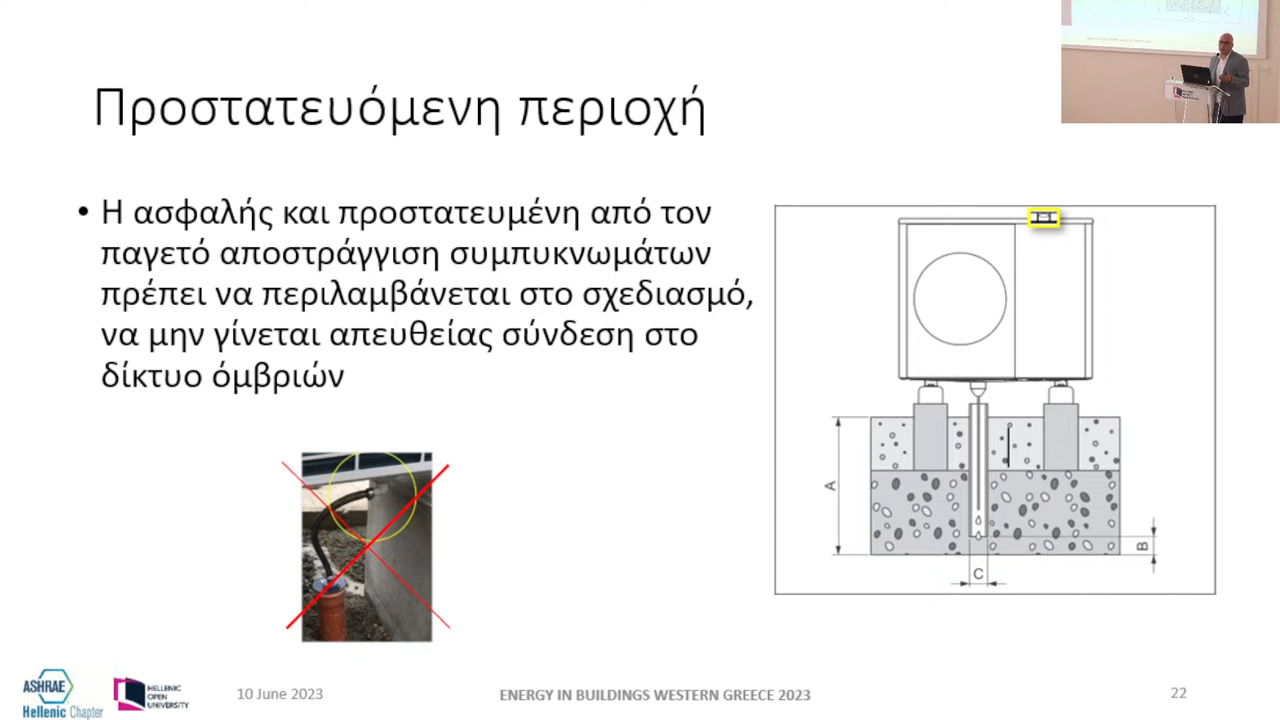 Προστατευόμενη περιοχή
• Η ασφαλής και προστατευμένη από τον
παγετό αποστράγγιση συμπυκνωμάτων
πρέπει να περιλαμβάνεται στο σχεδιασμό,
να μην γίνεται απευθείας σύνδεση στο
δίκτυο όμβριών
A
B
C
ASHRAE
Hellenic Chapter
HELLENIC
OPEN
UNIVERSITY
10 June 2023
ENERGY IN BUILDINGS WESTERN GREECE 2023
22